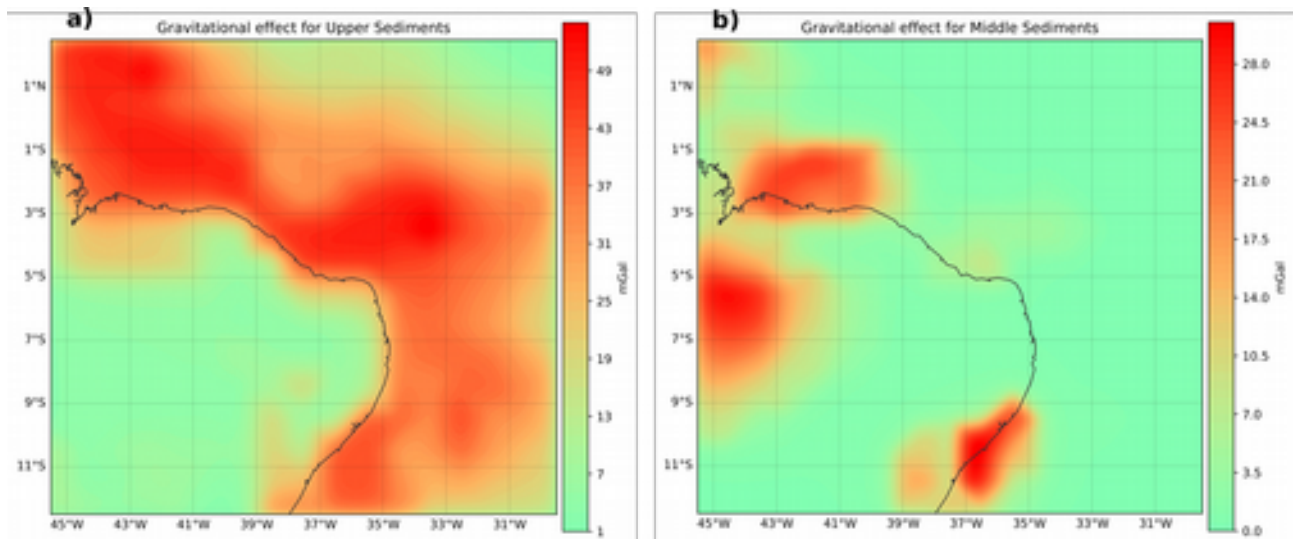 a)
Gravitational effect for Upper Sediments
1°N
1°S
3°S
5°S
7°S
9°S
11°S
45°W 43°W 41°W 39°W 37°W 35°W 33°W 31°W
49
43
37
31
25
19
13
7
1
mGal
b)
Gravitational effect for Middle Sediments
1°N
1°S
3°S
5°S
7°S
9°S
11°S
45°W 43°W 41°W 39°W 37°W 35°W 33°W 31°W
28.0
24.5
21.0
17.5
14.0
10.5
7.0
3.5
0.0
mGal